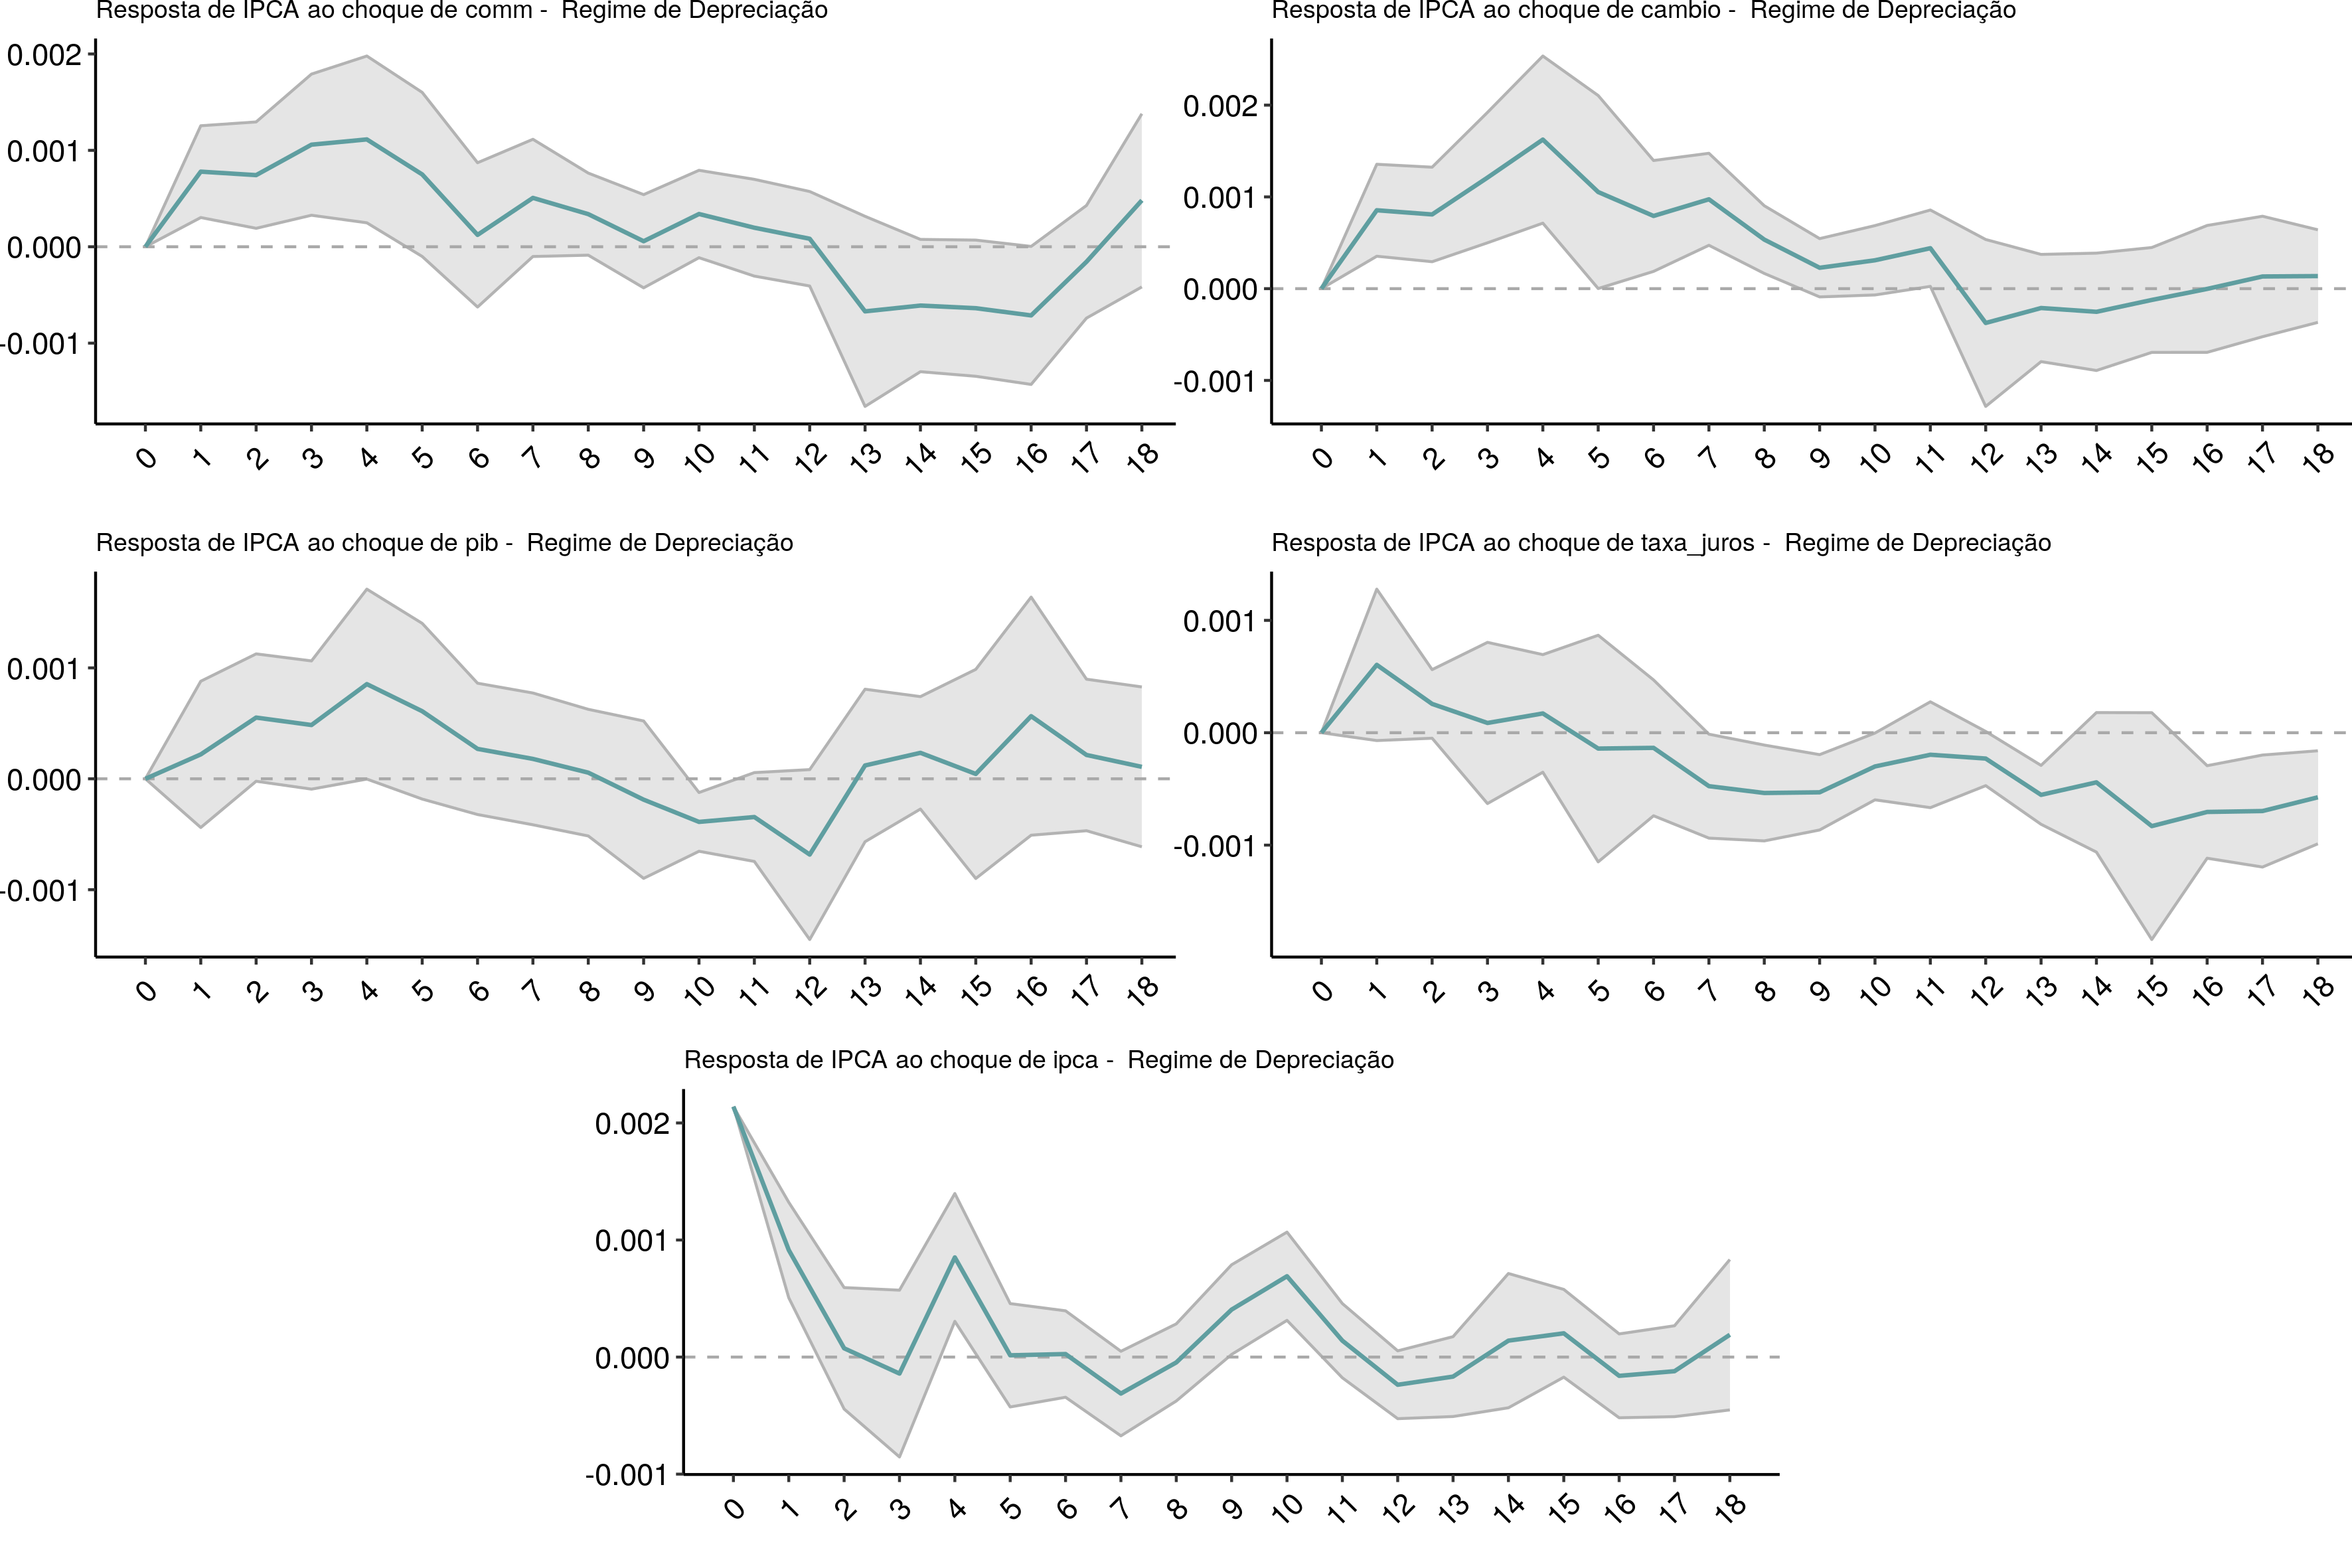 Resposta de IPCA ao choque de comm -  Regime de Depreciação
0.002
0.001
0.000
-0.001
0 1 2 3 4 5 6 7 8 9 10 11 12 13 14 15 16 17 18
Resposta de IPCA ao choque de cambio -  Regime de Depreciação
0.002
0.001
0.000
-0.001
0 1 2 3 4 5 6 7 8 9 10 11 12 13 14 15 16 17 18
Resposta de IPCA ao choque de pib -  Regime de Depreciação
0.001
0.000
-0.001
0 1 2 3 4 5 6 7 8 9 10 11 12 13 14 15 16 17 18
Resposta de IPCA ao choque de taxa_juros -  Regime de Depreciação
0.001
0.000
-0.001
0 1 2 3 4 5 6 7 8 9 10 11 12 13 14 15 16 17 18
Resposta de IPCA ao choque de ipca -  Regime de Depreciação
0.002
0.001
0.000
-0.001
0 1 2 3 4 5 6 7 8 9 10 11 12 13 14 15 16 17 18